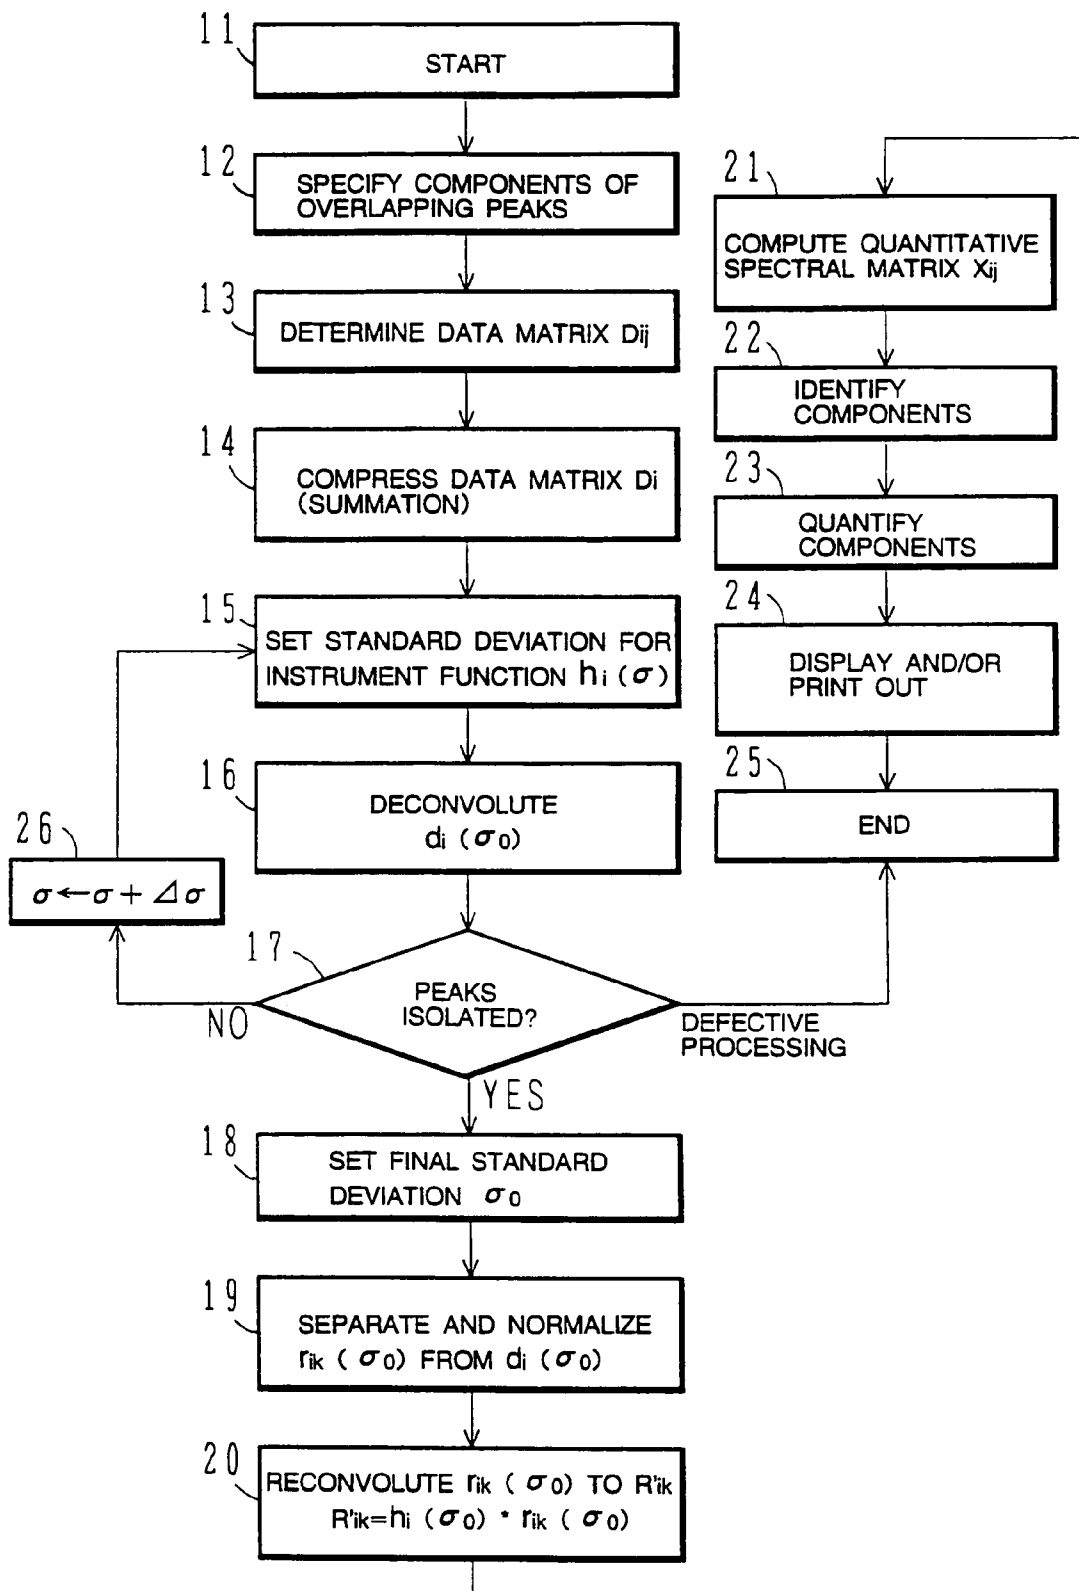 11
START
12
SPECIFY COMPONENTS OF
OVERLAPPING PEAKS
13
DETERMINE DATA MATRIX Dij
14
COMPRESS DATA MATRIX Di
(SUMMATION)
15
SET STANDARD DEVIATION FOR
INSTRUMENT FUNCTION hi (σ)
16
DECONVOLUTE
di (σ0)
26
σ←σ+⊿σ
17
PEAKS
ISOLATED?
NO
DEFECTIVE
PROCESSING
YES
18
SET FINAL STANDARD
DEVIATION σ0
19
SEPARATE AND NORMALIZE
rik (σ0) FROM di (σ0)
20
RECONVOLUTE rik (σ0) TO R'ik
R'ik=hi (σ0) * rik (σ0)
21
COMPUTE QUANTITATIVE
SPECTRAL MATRIX Xij
22
IDENTIFY
COMPONENTS
23
QUANTIFY
COMPONENTS
24
DISPLAY AND/OR
PRINT OUT
25
END